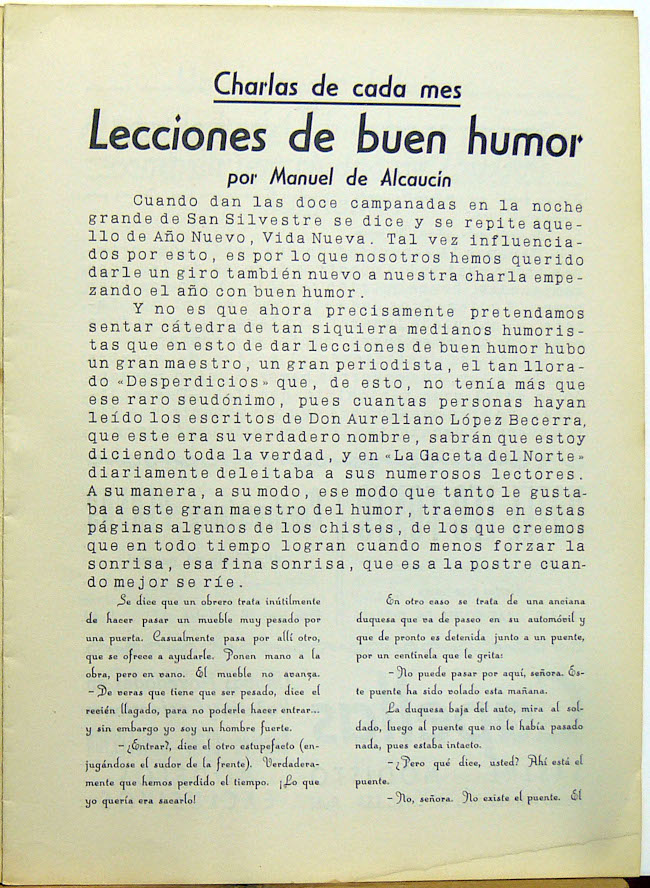 Charlas de cada mes
Lecciones de buen humor
por Manuel de Alcaucín
Cuando dan las doce campanadas en la noche
grande de San Silvestre se dice y se repite aque-
llo de Año Nuevo, Vida Nueva. Tal vez influencia-
dos por esto, es por lo que nosotros hemos querido
darle un giro también nuevo a nuestra charla empe-
zando el año con buen humor.
Y no es que ahora precisamente pretendamos
sentar cátedra de tan siquiera medianos humoris-
tas que en esto de dar lecciones de buen humor hubo
un gran maestro, un gran periodista, el tan llora-
do «Desperdicios» que, de esto, no tenía más que
ese raro seudónimo, pues cuantas personas hayan
leído los escritos de Don Aureliano López Becerra,
que este era su verdadero nombre, sabrán que estoy
diciendo toda la verdad, y en «La Gaceta del Norte»
diariamente deleitaba a sus numerosos lectores.
A su manera, a su modo, ese modo que tanto le gusta-
ba a este gran maestro del humor, traemos en estas
páginas algunos de los chistes, de los que creemos
que en todo tiempo logran cuando menos forzar la
sonrisa, esa fina sonrisa, que es a la postre cuan-
do mejor se ríe.
Se dice que un obrero trata inútilmente
de hacer pasar un mueble muy pesado por
una puerta. Casualmente pasa por allí otro,
que se ofrece a ayudarle. Ponen mano a la
obra, pero en vano. El mueble no avanza.
- De veras que tiene que ser pesado, dice el
recién llagado, para no poderle hacer entrar...
y sin embargo yo soy un hombre fuerte.
- ¿Entrar?, dice el otro estupefacto (en-
jugándose el sudor de la frente). Verdadera-
mente que hemos perdido el tiempo. ¡Lo que
yo quería era sacarlo!
En otro caso se trata de una anciana
duquesa que va de paseo en su automóvil y
que de pronto es detenida junto a un puente,
por un centinela que le grita:
- No puede pasar por aquí, señora. Es-
te puente ha sido volado esta mañana.
La duquesa baja del auto, mira al sol-
dado, luego al puente que no le había pasado
nada, pues estaba intacto.
- ¿Pero qué dice, usted? Ahí está el
puente.
- No, señora. No existe el puente. El